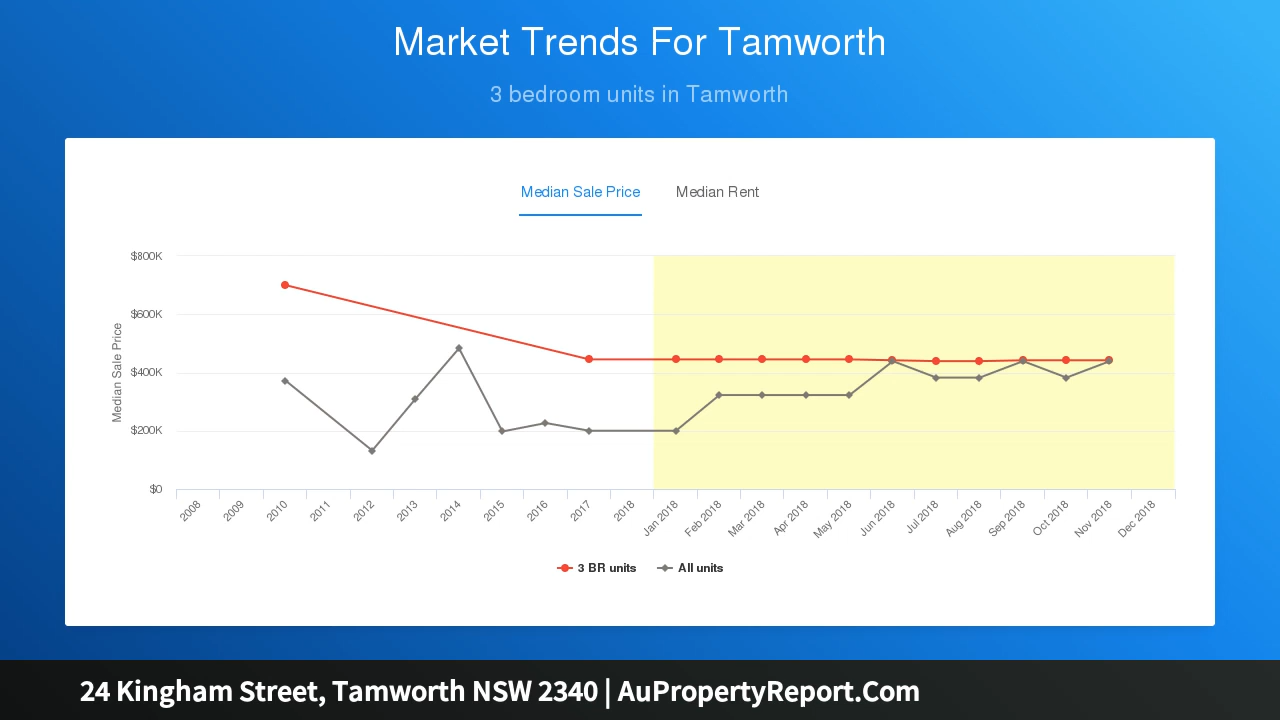 Market Trends For Tamworth
3 bedroom units in Tamworth
Median Sale Price
Median Rent
Median Sale Price
$800K
$600K
$400K
$200K
$0
2008
2009
2010
2011
2012
2013
2014
2015
2016
2017
2018
Jan 2018
Feb 2018
Mar 2018
Apr 2018
May 2018
Jun 2018
Jul 2018
Aug 2018
Sep 2018
Oct 2018
Nov 2018
Dec 2018
3 BR units
All units
24 Kingham Street, Tamworth NSW 2340 | AuPropertyReport.Com